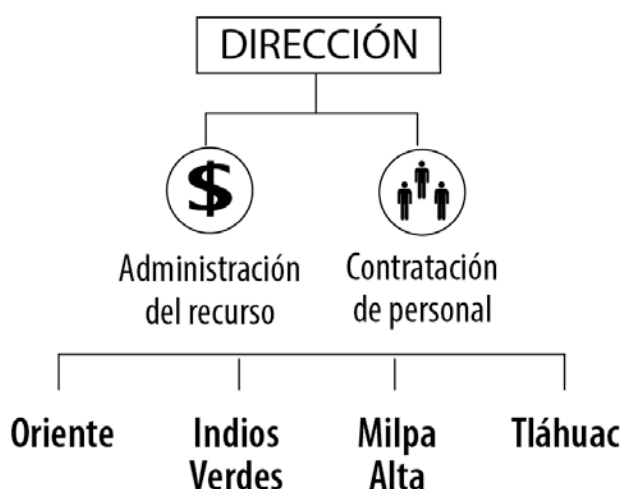 DIRECCIÓN
$
Administración
del recurso
Contratación
de personal
Oriente
Indios
Verdes
Milpa
Alta
Tláhuac